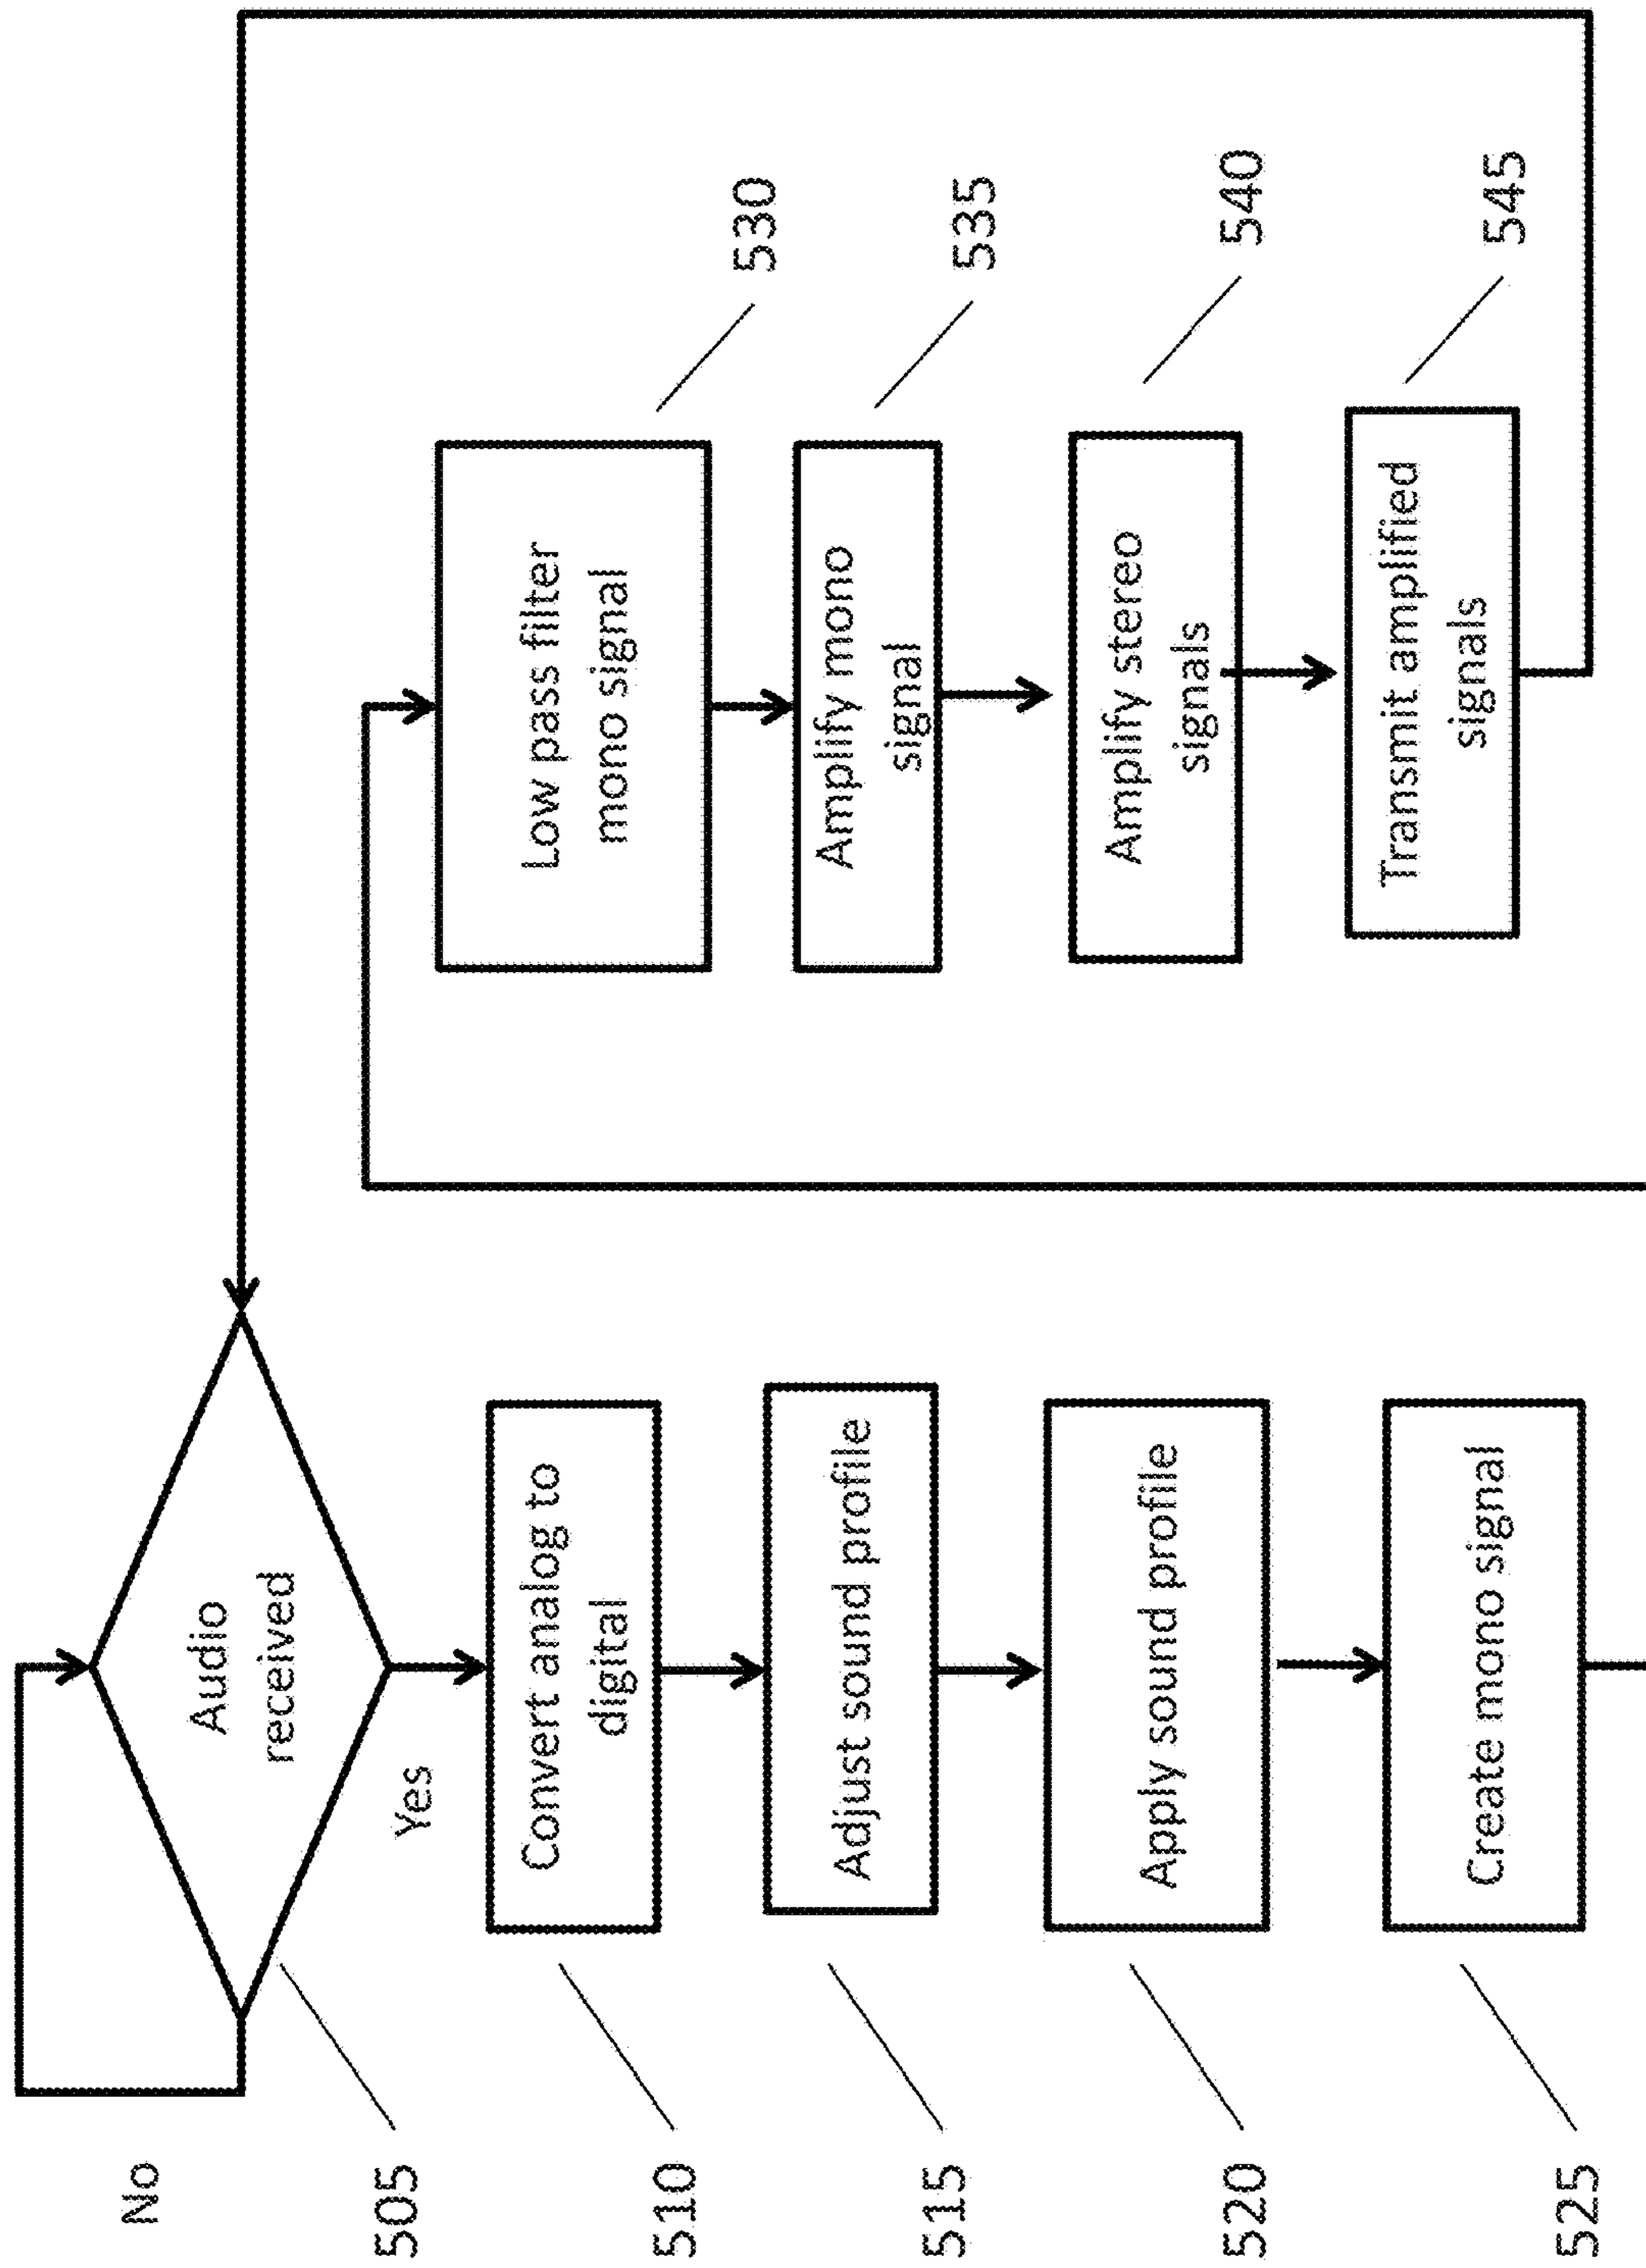 No
Audio
received
505
Yes
Convert analog to
digital
510
Adjust sound profile
515
Apply sound profile
520
Create mono signal
525
Low pass filter
mono signal
530
Amplify mono
signal
535
Amplify stereo
signals
540
Transmit amplified
signals
545